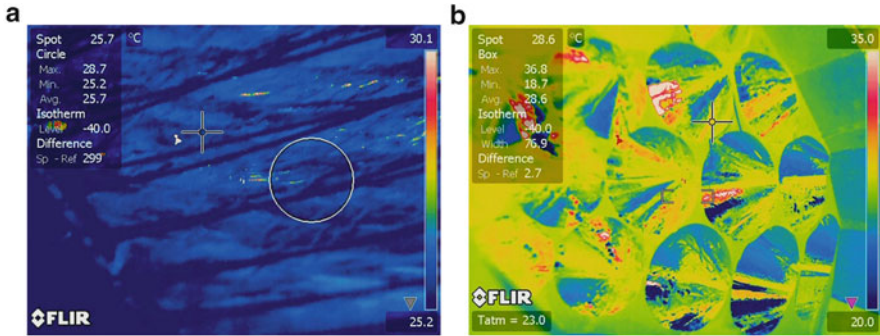 a
Spot 25.7 °C
Circle
Max. 28.7
Min. 25.2
Avg. 25.7
Isotherm
Level -40.0
Difference
Sp - Ref 299
30.1
25.2
FLIR
b
Spot 28.6 °C
Box
Max. 36.8
Min. 18.7
Avg. 28.6
Isotherm
Level -40.0
Width 76.9
Difference
Sp - Ref 2.7
35.0
20.0
FLIR
Tatm = 23.0